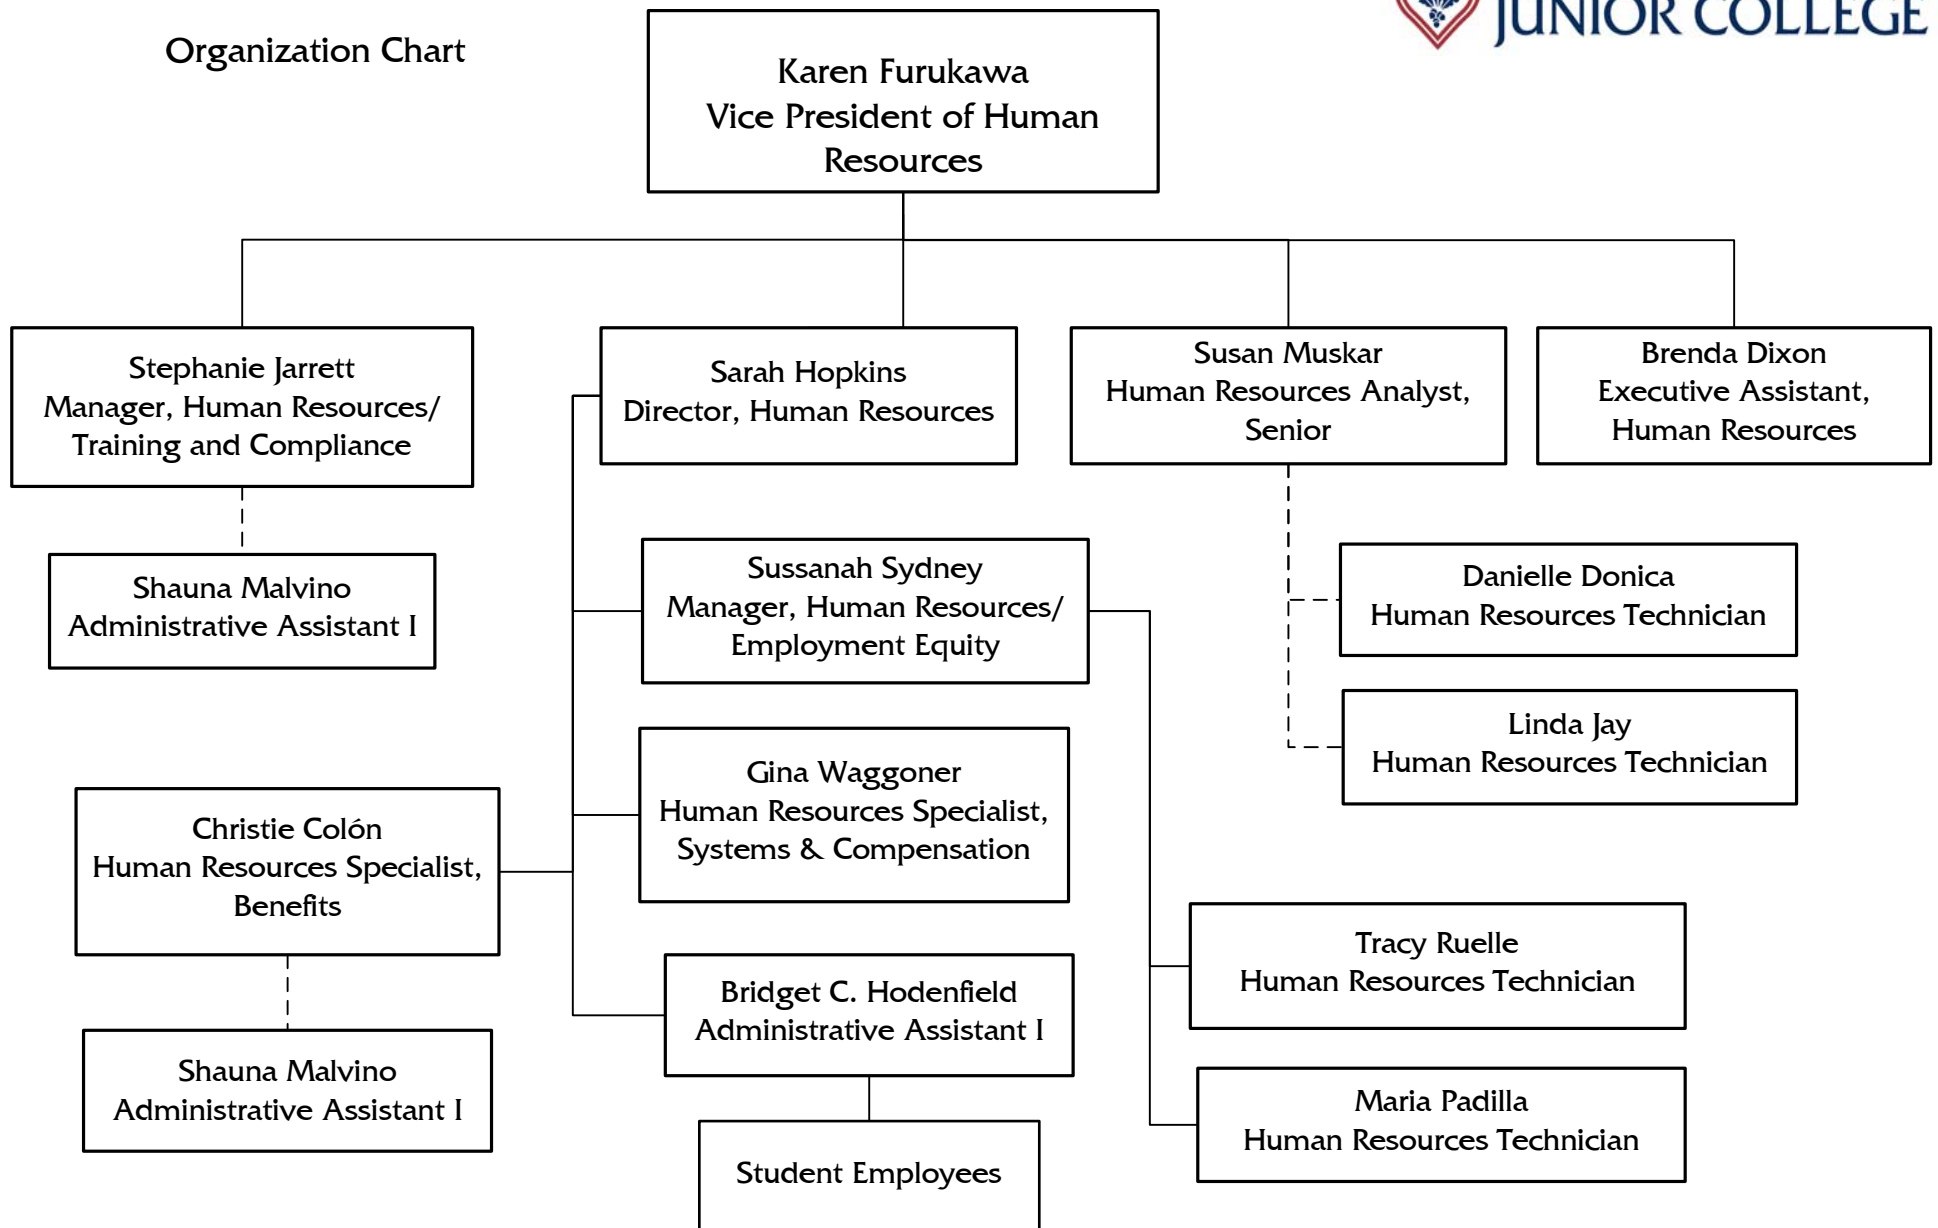 JUNIOR COLLEGE
Organization Chart
Karen Furukawa
Vice President of Human
Resources
Stephanie Jarrett
Manager, Human Resources/
Training and Compliance
Sarah Hopkins
Director, Human Resources
Susan Muskar
Human Resources Analyst,
Senior
Brenda Dixon
Executive Assistant,
Human Resources
Shauna Malvino
Administrative Assistant I
Sussanah Sydney
Manager, Human Resources/
Employment Equity
Danielle Donica
Human Resources Technician
Linda Jay
Human Resources Technician
Gina Waggoner
Human Resources Specialist,
Systems & Compensation
Christie Colón
Human Resources Specialist,
Benefits
Tracy Ruelle
Human Resources Technician
Bridget C. Hodenfield
Administrative Assistant I
Shauna Malvino
Administrative Assistant I
Maria Padilla
Human Resources Technician
Student Employees